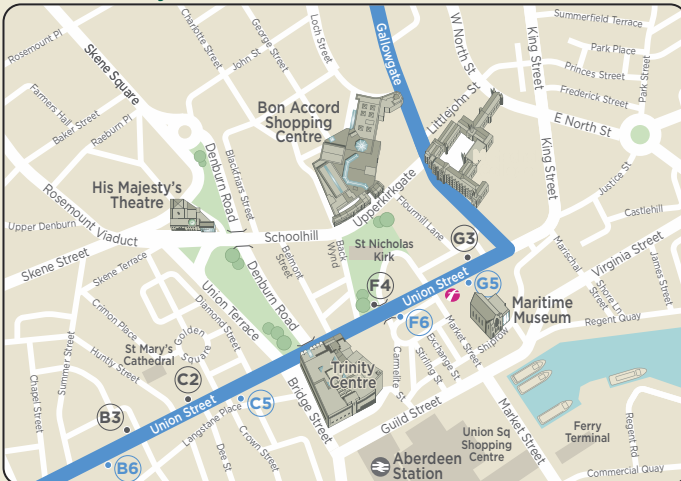 Rosemount Pl
Skene Square
Charlotte Street
George Street
John St
Loch Street
Gallowgate
W North St
King Street
Summerfield Terrace
Park Place
Princes Street
Frederick Street
Park Street
E North St
King Street
Farmers Hall
Baker Street
Raeburn Pl
Bon Accord
Shopping
Centre
Littlejohn St
Denburn Road
Blackfriars Street
His Majesty's
Theatre
Upperkirkgate
Flourmill Lane
Justice St
Castlehill
Rosemount Viaduct
Upper Denburn
Skene Street
Schoolhill
Back
Wynd
St Nicholas
Kirk
G3
Marischal
Street
Virginia Street
James Street
Shore Ln
Skene Terrace
Belmont
Street
Denburn Road
Union Terrace
Diamond Street
F4
Union Street
G5
Maritime
Museum
Regent Quay
Crimon Place
Golden
Square
Huntly Street
St Mary's
Cathedral
F6
Market Street
Shiprow
Exchange St
Stirling St
Carmelite St
Trinity
Centre
Summer Street
Chapel Street
C2
C5
Bridge Street
Guild Street
Market Street
B3
Union Street
Langstane Place
Crown Street
Dee St
B6
Union Sq
Shopping
Centre
Ferry
Terminal
Regent Rd
Aberdeen
Station
Commercial Quay